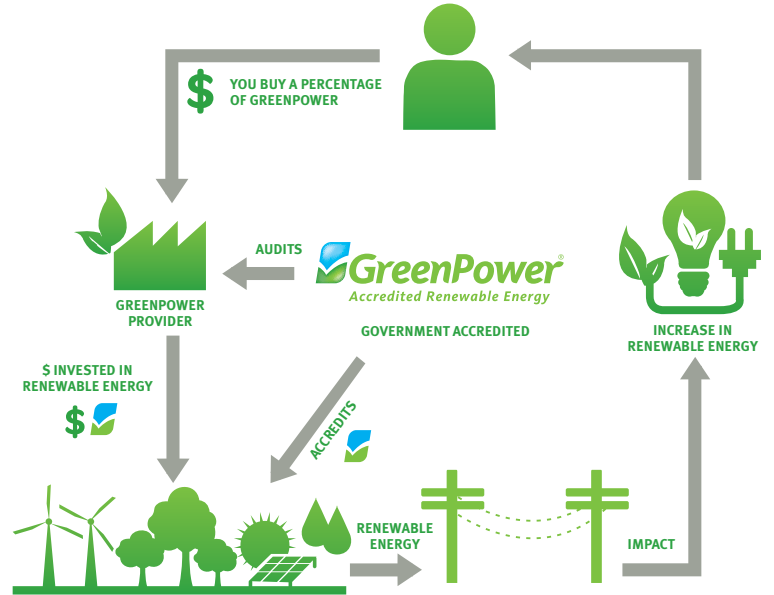 $ YOU BUY A PERCENTAGE
OF GREENPOWER
AUDITS
GreenPower®
Accredited Renewable Energy
GOVERNMENT ACCREDITED
GREENPOWER
PROVIDER
INCREASE IN
RENEWABLE ENERGY
$ INVESTED IN
RENEWABLE ENERGY
$
ACCREDITS
RENEWABLE
ENERGY
IMPACT